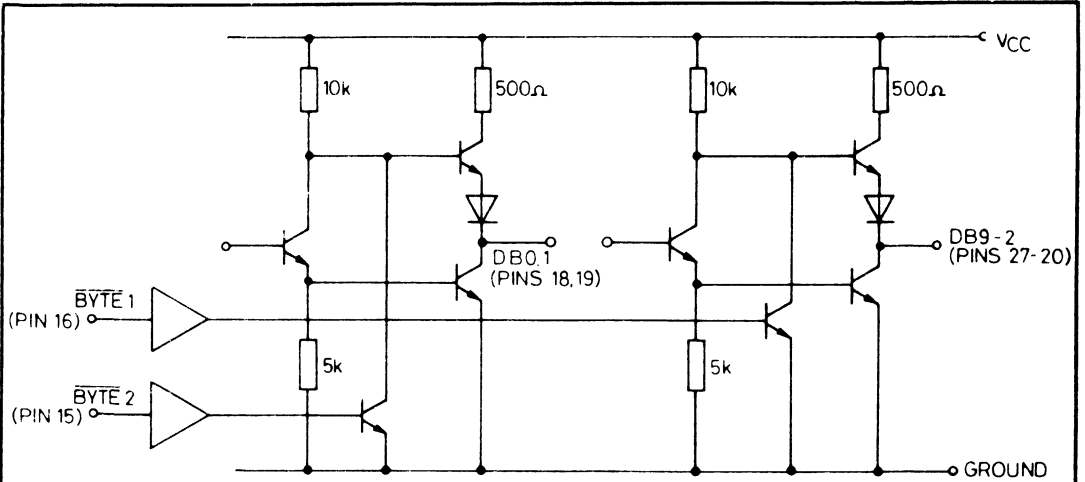 VCC
10k
500Ω
10k
500Ω
DB0,1
(PINS 18,19)
DB9-2
(PINS 27-20)
BYTE 1
(PIN 16)
5k
5k
BYTE 2
(PIN 15)
GROUND